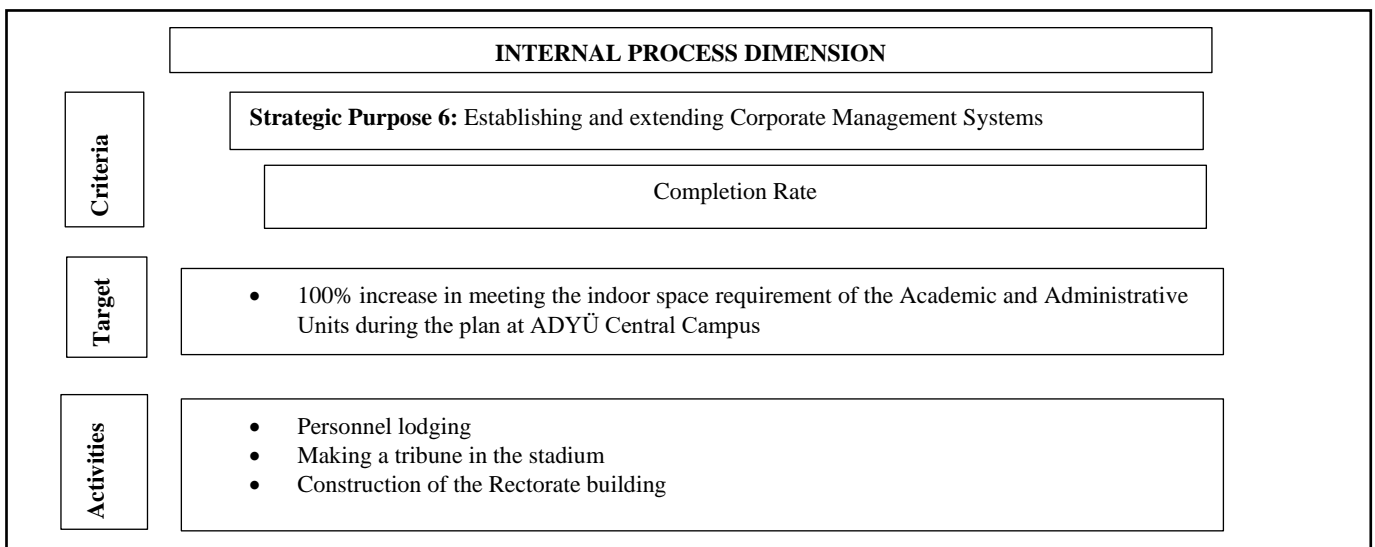 INTERNAL PROCESS DIMENSION
Criteria
Strategic Purpose 6: Establishing and extending Corporate Management Systems
Completion Rate
Target
• 100% increase in meeting the indoor space requirement of the Academic and Administrative
Units during the plan at ADYÜ Central Campus
Activities
• Personnel lodging
• Making a tribune in the stadium
• Construction of the Rectorate building